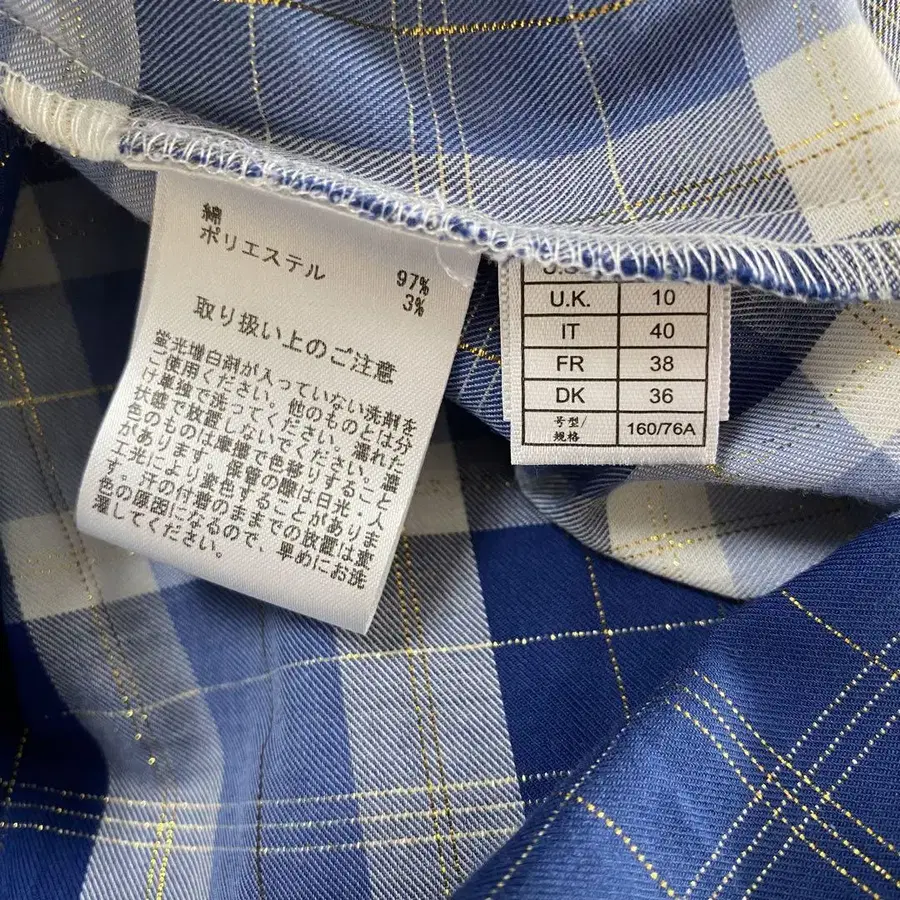 綿
ポリエステル
97%
3%
取り扱い上のご注意
蛍光増白剤が入っていない洗剤を
ご使用ください。他のものとは分
け単独で洗ってください。濡れた
状態で放置しないでください。濃
色のものは摩擦で色移りすること
があります。保管の際は日光・人
工光により変色することがありま
す。汗の付着のままでの放置は変
色の原因になるので、早めにお洗
濯してください。
U.K. 10
IT 40
FR 38
DK 36
号型/
规格 160/76A